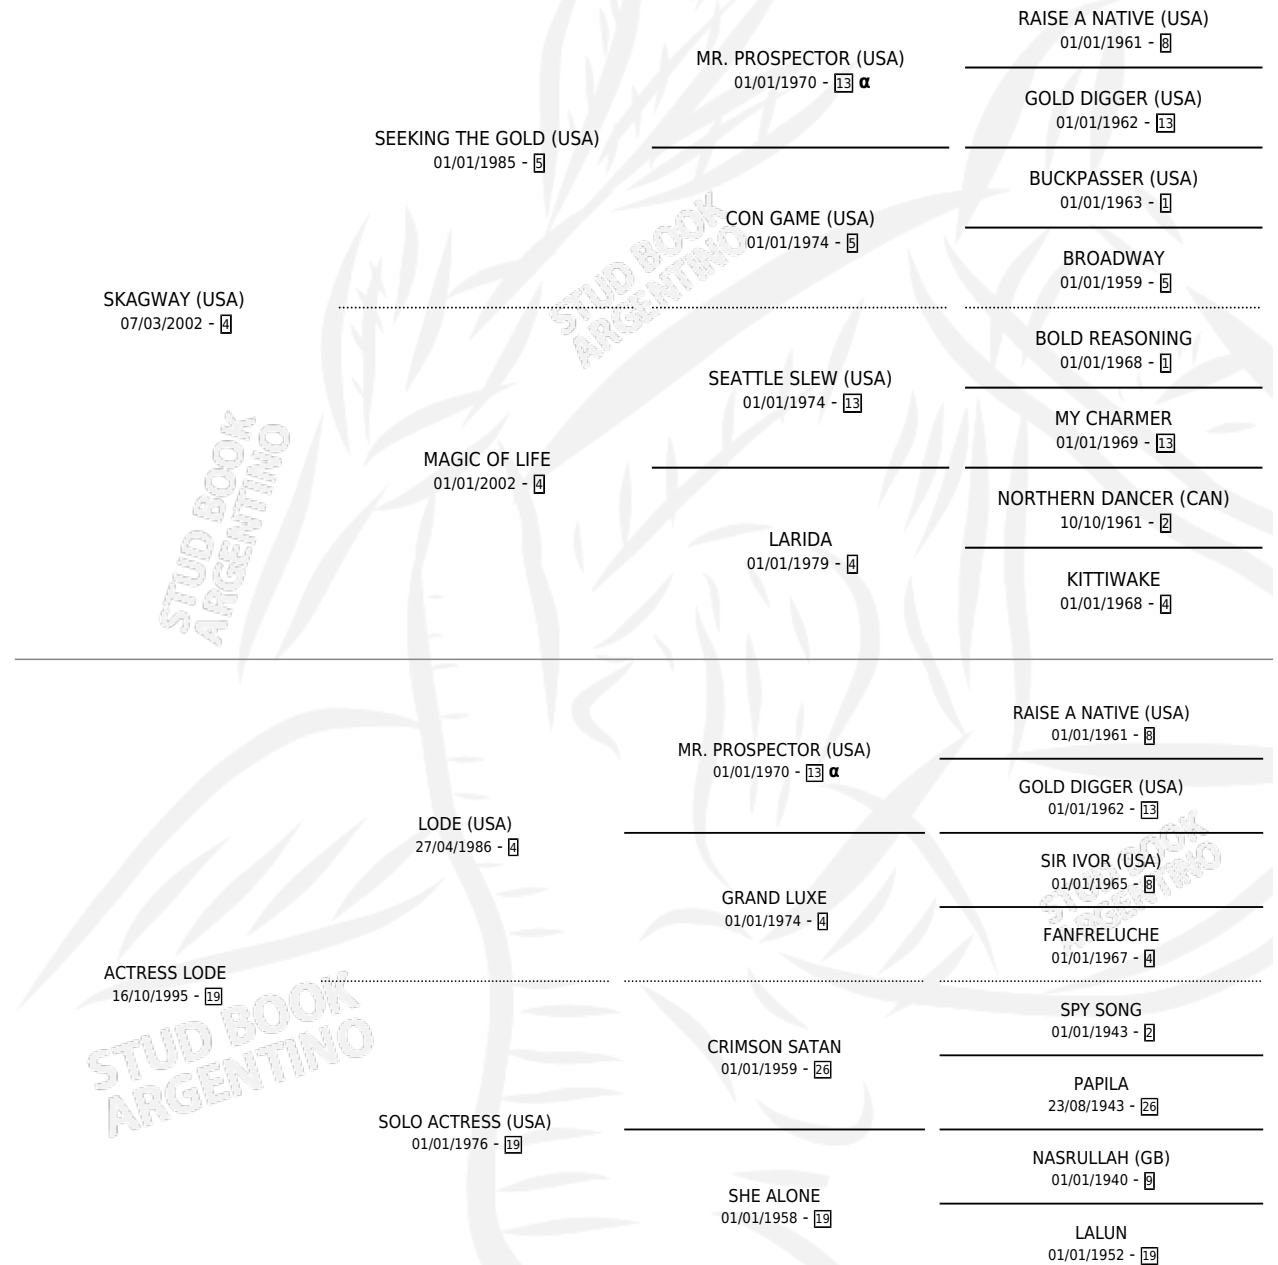 RAISE A NATIVE (USA)
01/01/1961 - 8
MR. PROSPECTOR (USA)
01/01/1970 - 13 α
GOLD DIGGER (USA)
01/01/1962 - 13
SEEKING THE GOLD (USA)
01/01/1985 - 5
BUCKPASSER (USA)
01/01/1963 - 1
CON GAME (USA)
01/01/1974 - 5
BROADWAY
01/01/1959 - 5
SKAGWAY (USA)
07/03/2002 - 4
BOLD REASONING
01/01/1968 - 1
SEATTLE SLEW (USA)
01/01/1974 - 13
MY CHARMER
01/01/1969 - 13
MAGIC OF LIFE
01/01/2002 - 4
NORTHERN DANCER (CAN)
10/10/1961 - 2
LARIDA
01/01/1979 - 4
KITTIWAKE
01/01/1968 - 4
RAISE A NATIVE (USA)
01/01/1961 - 8
MR. PROSPECTOR (USA)
01/01/1970 - 13 α
GOLD DIGGER (USA)
01/01/1962 - 13
LODE (USA)
27/04/1986 - 4
SIR IVOR (USA)
01/01/1965 - 8
GRAND LUXE
01/01/1974 - 4
FANFRELUCHE
01/01/1967 - 4
ACTRESS LODE
16/10/1995 - 19
SPY SONG
01/01/1943 - 2
CRIMSON SATAN
01/01/1959 - 26
PAPILA
23/08/1943 - 26
SOLO ACTRESS (USA)
01/01/1976 - 19
NASRULLAH (GB)
01/01/1940 - 9
SHE ALONE
01/01/1958 - 19
LALUN
01/01/1952 - 19
STUD BOOK
ARGENTINO
STUD BOOK
ARGENTINO
STUD BOOK
ARGENTINO
STUD BOOK
ARGENTINO